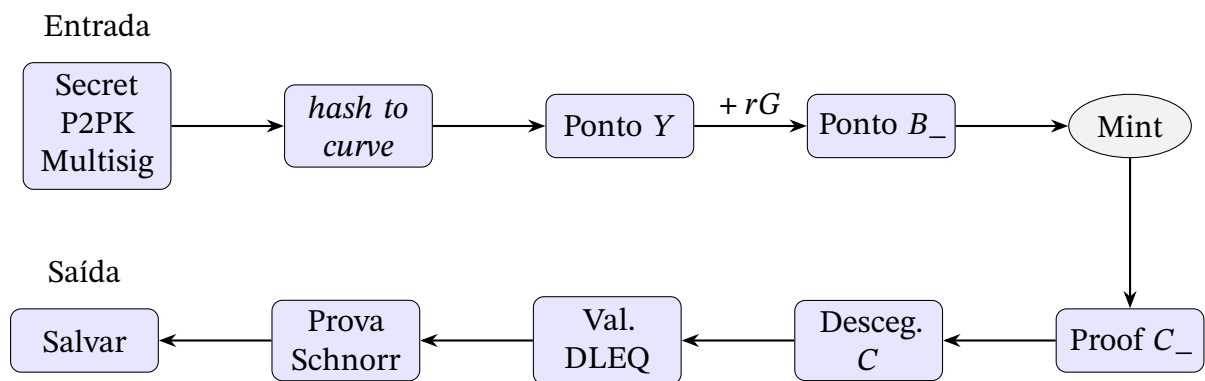 Entrada
Secret
P2PK
Multisig
hash to
curve
Ponto Y
+ rG
Ponto B_
Mint
Saída
Salvar
Prova
Schnorr
Val.
DLEQ
Desceg.
C
Proof C_